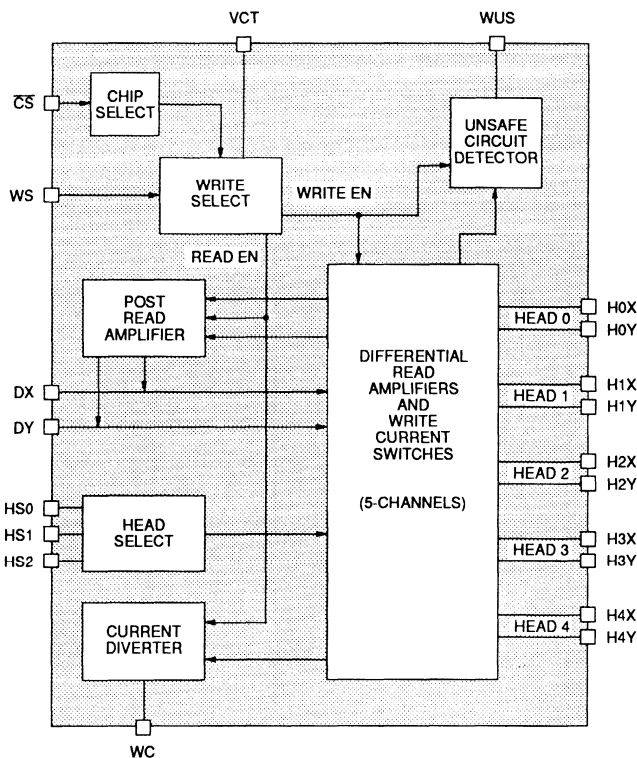 VCT
WUS
C̅S̅
CHIP
SELECT
UNSAFE
CIRCUIT
DETECTOR
WS
WRITE
SELECT
WRITE EN
READ EN
POST
READ
AMPLIFIER
DIFFERENTIAL
READ
AMPLIFIERS
AND
WRITE
CURRENT
SWITCHES
(5-CHANNELS)
HEAD 0
H0X
H0Y
DX
DY
HEAD 1
H1X
H1Y
HEAD 2
H2X
H2Y
HS0
HS1
HS2
HEAD
SELECT
HEAD 3
H3X
H3Y
CURRENT
DIVERTER
HEAD 4
H4X
H4Y
WC